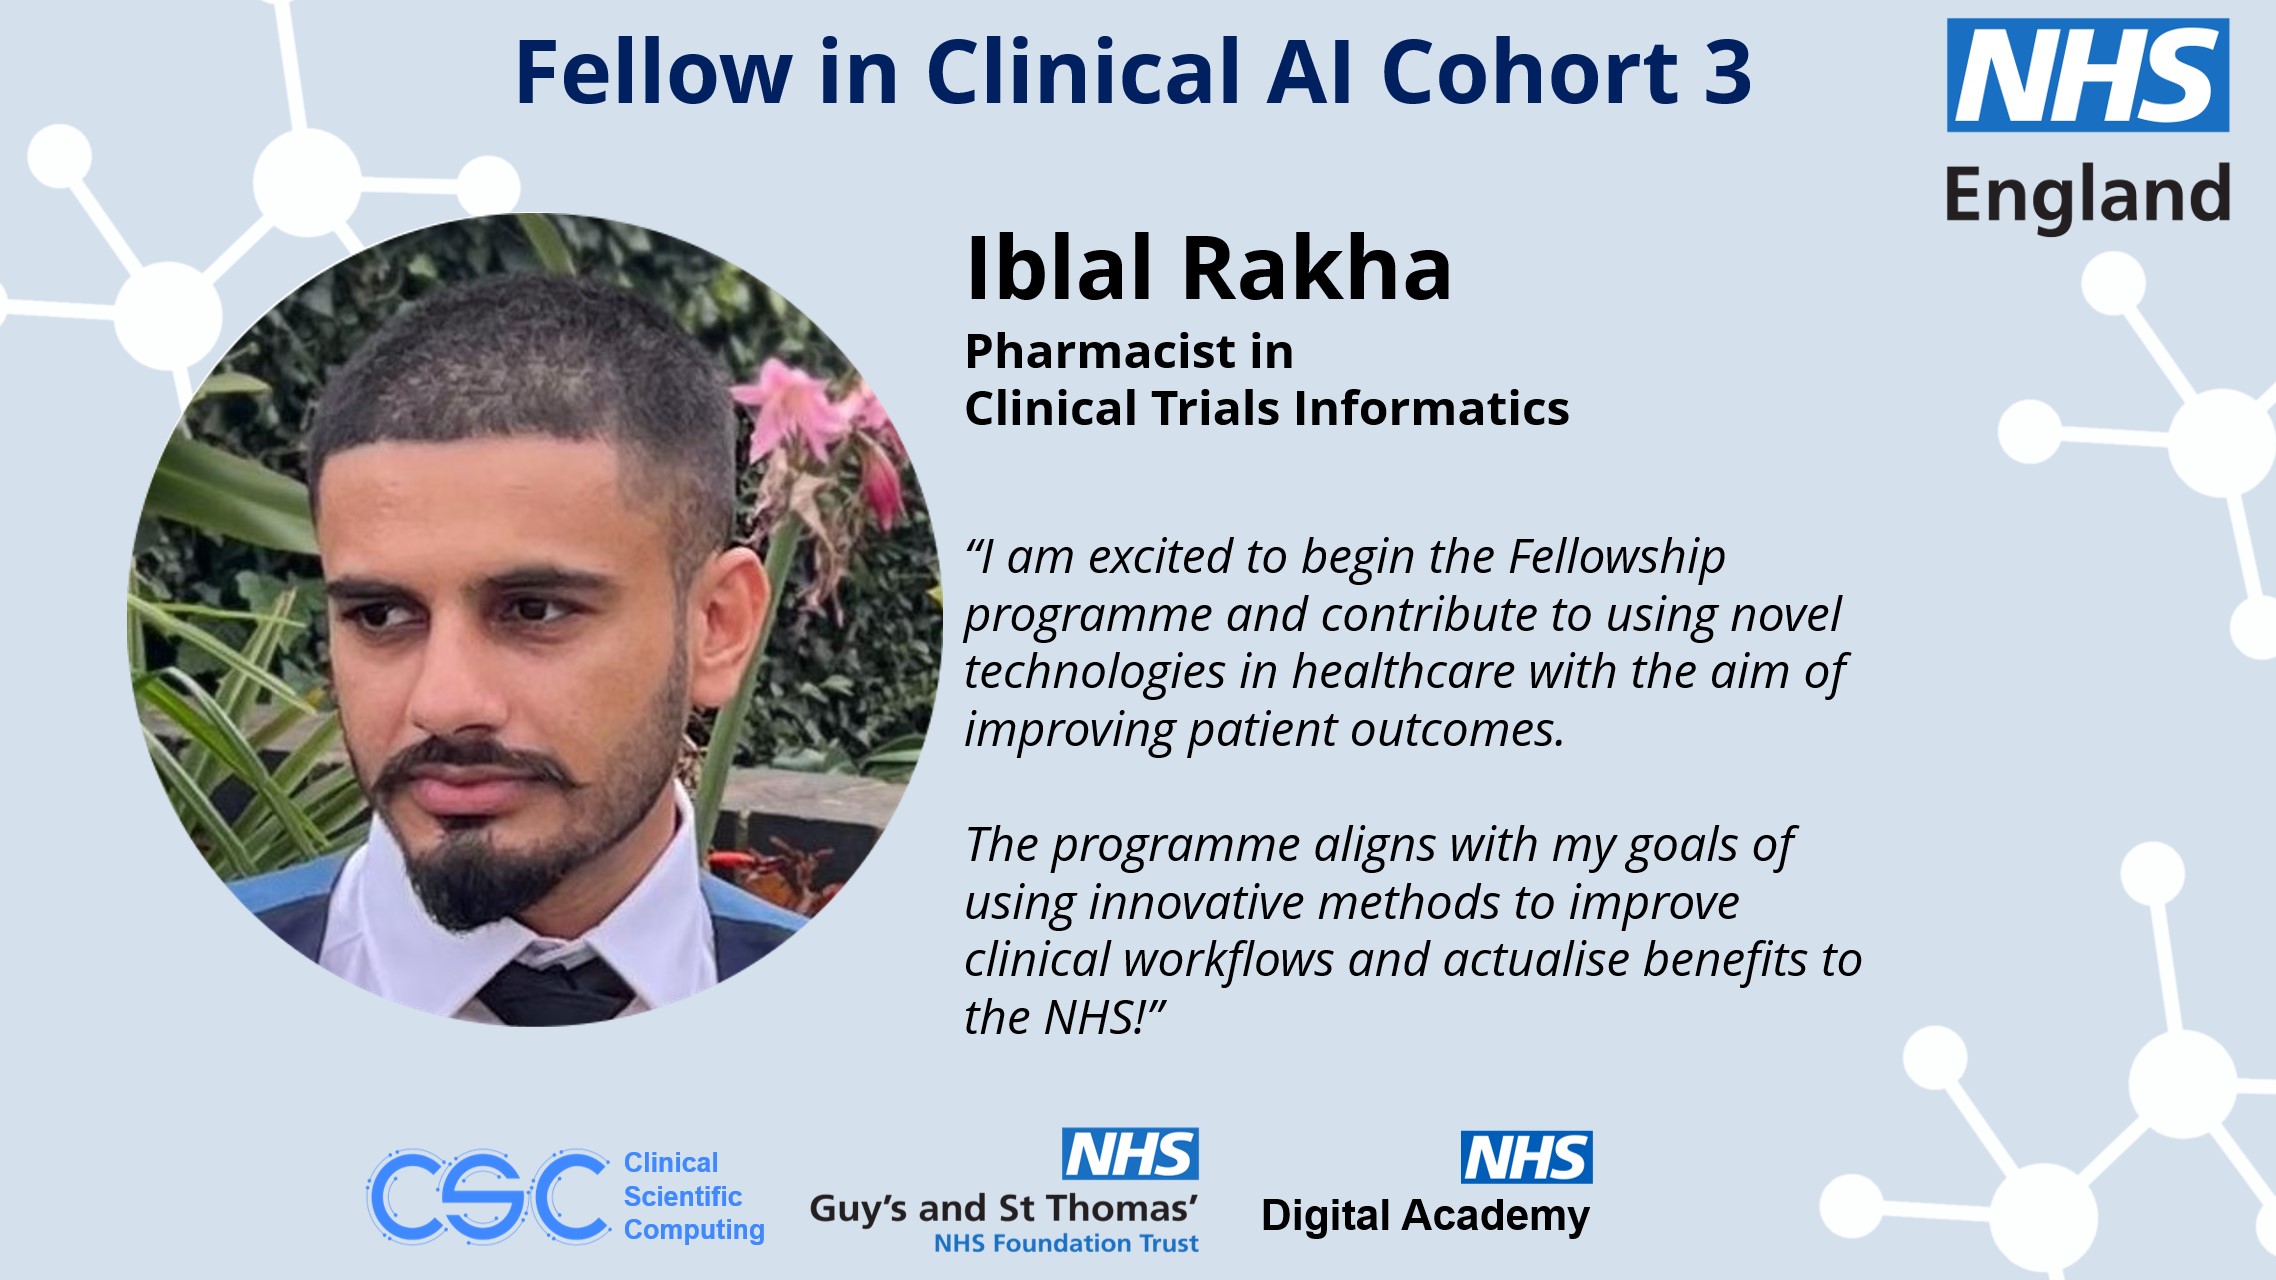 Fellow in Clinical AI Cohort 3
NHS
England
Iblal Rakha
Pharmacist in
Clinical Trials Informatics
“I am excited to begin the Fellowship
programme and contribute to using novel
technologies in healthcare with the aim of
improving patient outcomes.
The programme aligns with my goals of
using innovative methods to improve
clinical workflows and actualise benefits to
the NHS!”
CSC
Clinical
Scientific
Computing
NHS
Guy’s and St Thomas’
NHS Foundation Trust
NHS
Digital Academy